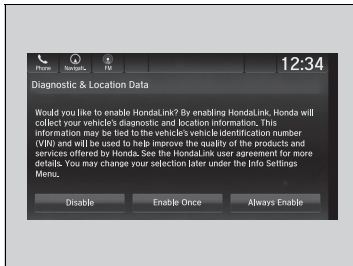 Phone Navigati.. FM 12:34
Diagnostic & Location Data
Would you like to enable HondaLink? By enabling HondaLink, Honda will
collect your vehicle's diagnostic and location information. This
information may be tied to the vehicle's vehicle identification number
(VIN) and will be used to help improve the quality of the products and
services offered by Honda. See the HondaLink user agreement for more
details. You may change your selection later under the Info Settings
Menu.
Disable Enable Once Always Enable